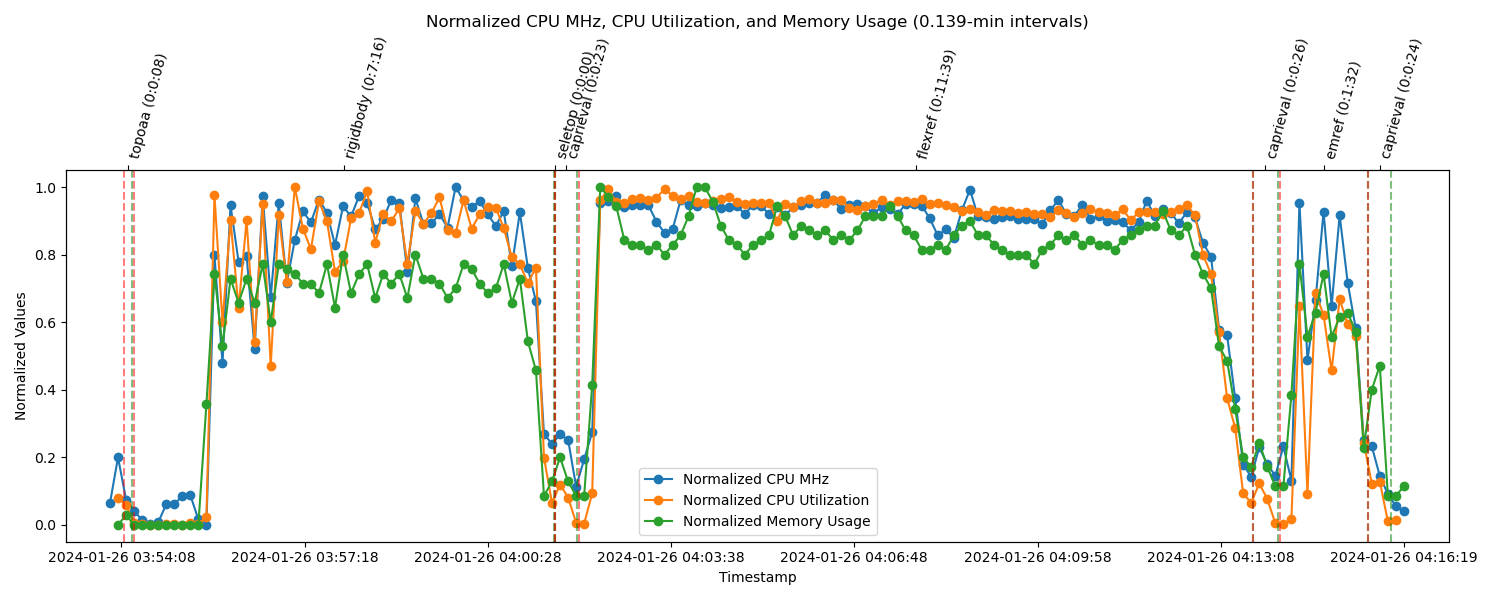 Normalized CPU MHz, CPU Utilization, and Memory Usage (0.139-min intervals)
topoaa (0:0:08)
rigidbody (0:7:16)
seletop (0:0:00)
caprieval (0:0:23)
flexref (0:11:39)
caprieval (0:0:26)
emref (0:1:32)
caprieval (0:0:24)
Normalized Values
1.0
0.8
0.6
0.4
0.2
0.0
Normalized CPU MHz
Normalized CPU Utilization
Normalized Memory Usage
2024-01-26 03:54:08
2024-01-26 03:57:18
2024-01-26 04:00:28
2024-01-26 04:03:38
2024-01-26 04:06:48
2024-01-26 04:09:58
2024-01-26 04:13:08
2024-01-26 04:16:19
Timestamp